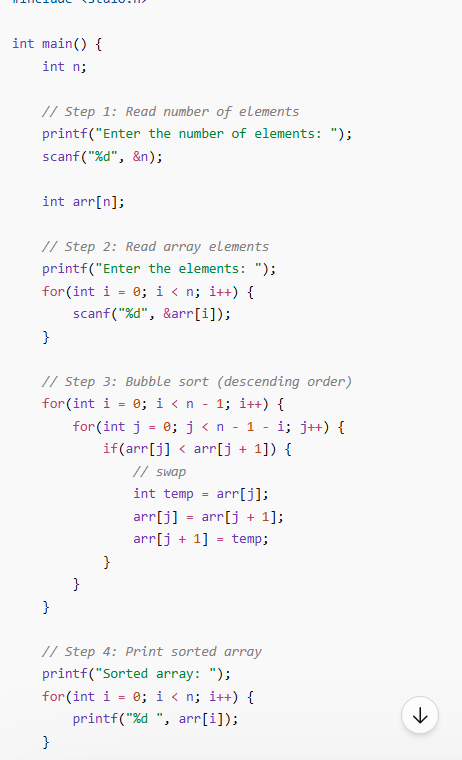 #include <stdio.h>
int main() {
    int n;
    // Step 1: Read number of elements
    printf("Enter the number of elements: ");
    scanf("%d", &n);
    int arr[n];
    // Step 2: Read array elements
    printf("Enter the elements: ");
    for(int i = 0; i < n; i++) {
        scanf("%d", &arr[i]);
    }
    // Step 3: Bubble sort (descending order)
    for(int i = 0; i < n - 1; i++) {
        for(int j = 0; j < n - 1 - i; j++) {
            if(arr[j] < arr[j + 1]) {
                // swap
                int temp = arr[j];
                arr[j] = arr[j + 1];
                arr[j + 1] = temp;
            }
        }
    }
    // Step 4: Print sorted array
    printf("Sorted array: ");
    for(int i = 0; i < n; i++) {
        printf("%d ", arr[i]);
    }